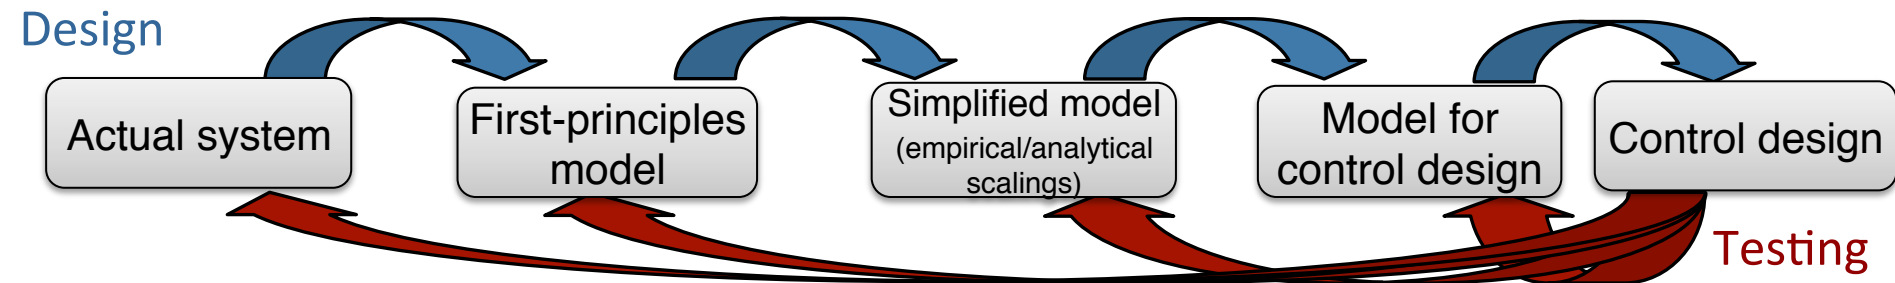 Design
Actual system
First-principles
model
Simplified model
(empirical/analytical
scalings)
Model for
control design
Control design
Testing